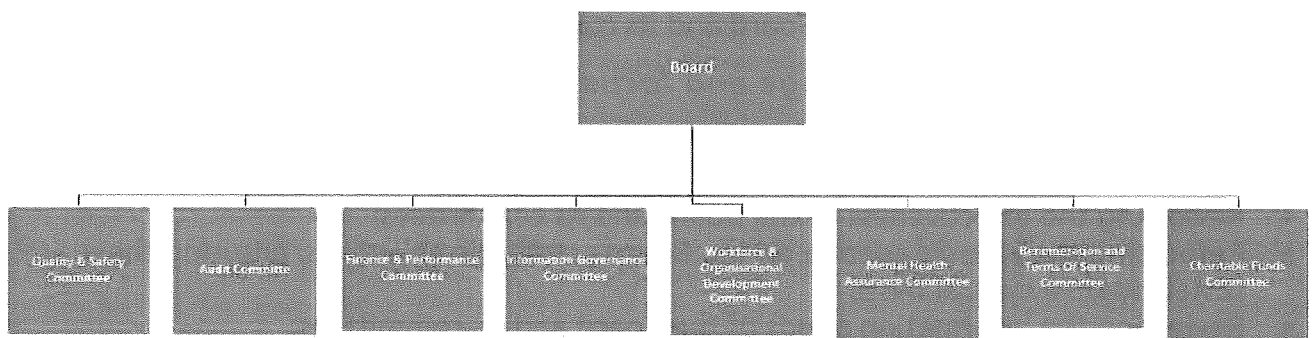 Board
Quality & Safety
Committee
Audit Committe
Finance & Performance
Committee
Information Governance
Committee
Workforce &
Organisational
Development
Committee
Mental Health
Assurance Committee
Remuneration and
Terms Of Service
Committee
Charitable Funds
Committee